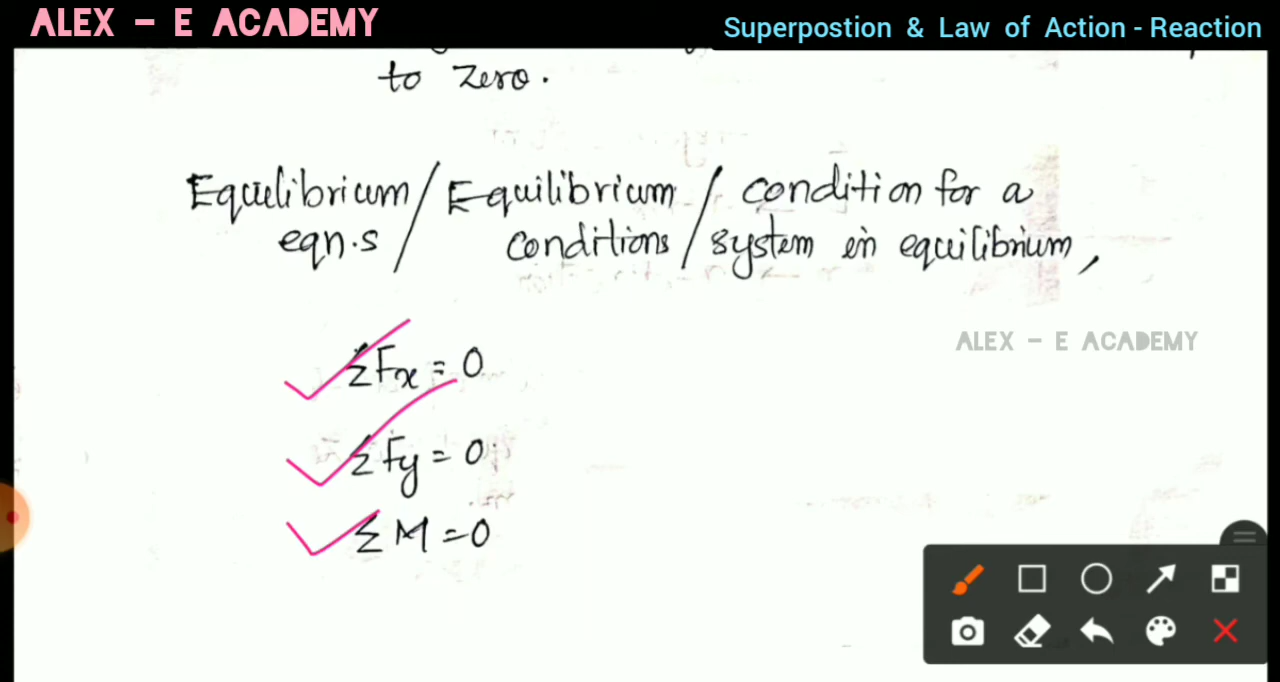 ALEX - E ACADEMY
Superpostion & Law of Action - Reaction
to zero.
Equilibrium / Equilibrium / condition for a
eqn.s / conditions / system in equilibrium,
ALEX - E ACADEMY
ΣFx = 0
ΣFy = 0
ΣM = 0